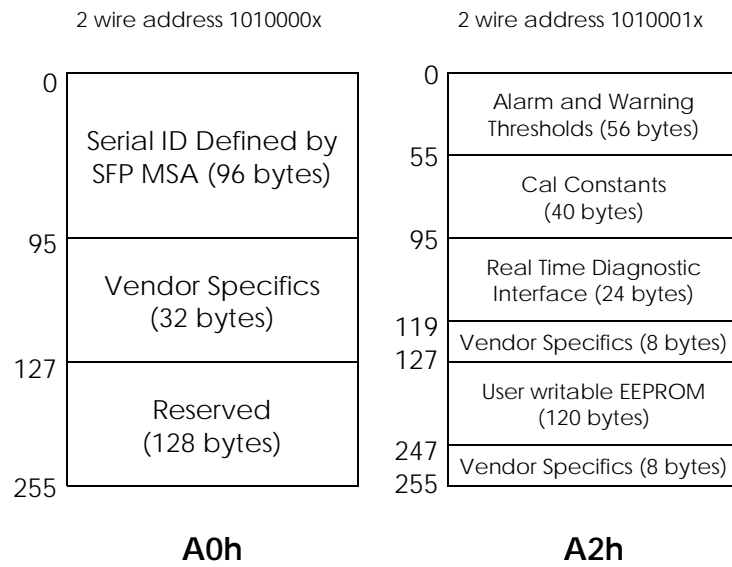 2 wire address 1010000x
0
Serial ID Defined by
SFP MSA (96 bytes)
95
Vendor Specifics
(32 bytes)
127
Reserved
(128 bytes)
255
A0h
2 wire address 1010001x
0
Alarm and Warning
Thresholds (56 bytes)
55
Cal Constants
(40 bytes)
95
Real Time Diagnostic
Interface (24 bytes)
119
Vendor Specifics (8 bytes)
127
User writable EEPROM
(120 bytes)
247
Vendor Specifics (8 bytes)
255
A2h